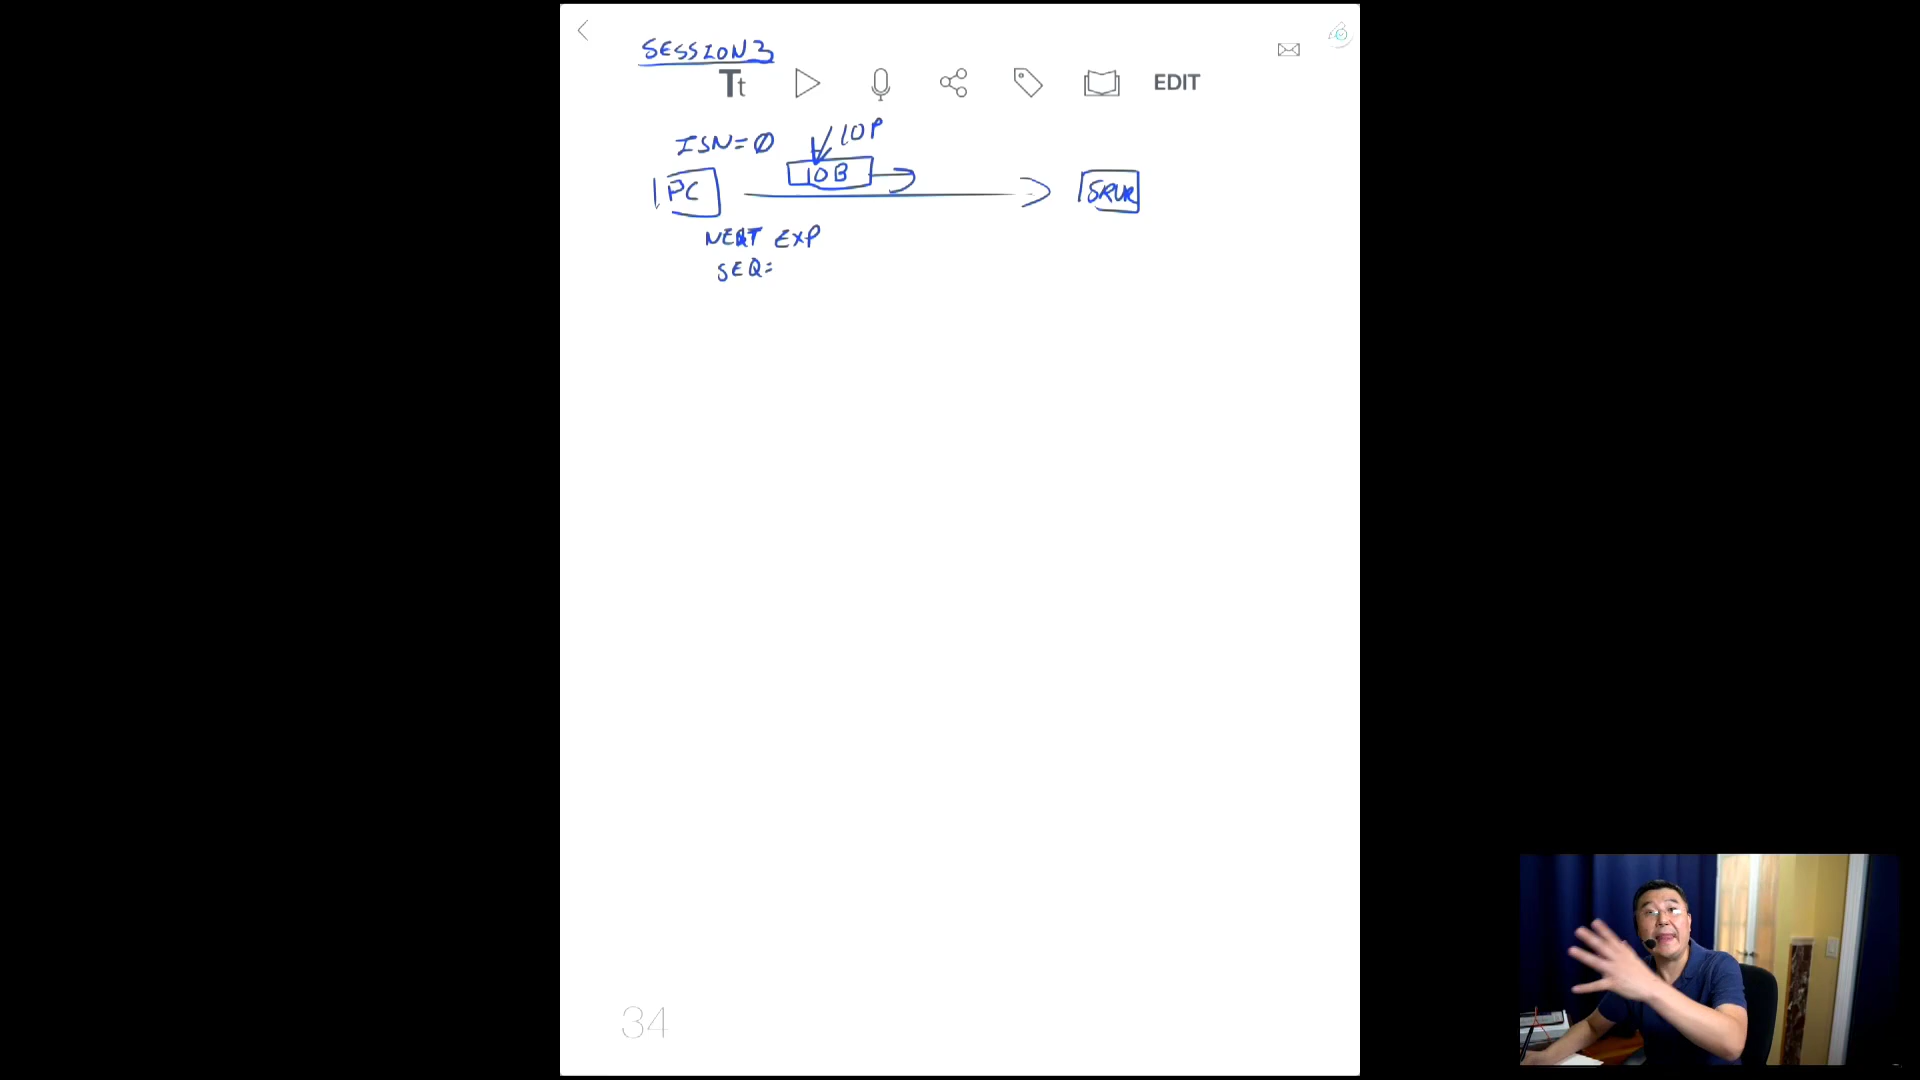 SESSION 3
Tt EDIT
ISN=Ø 10P
10B
PC SRVR
NEXT EXP
SEQ=
34